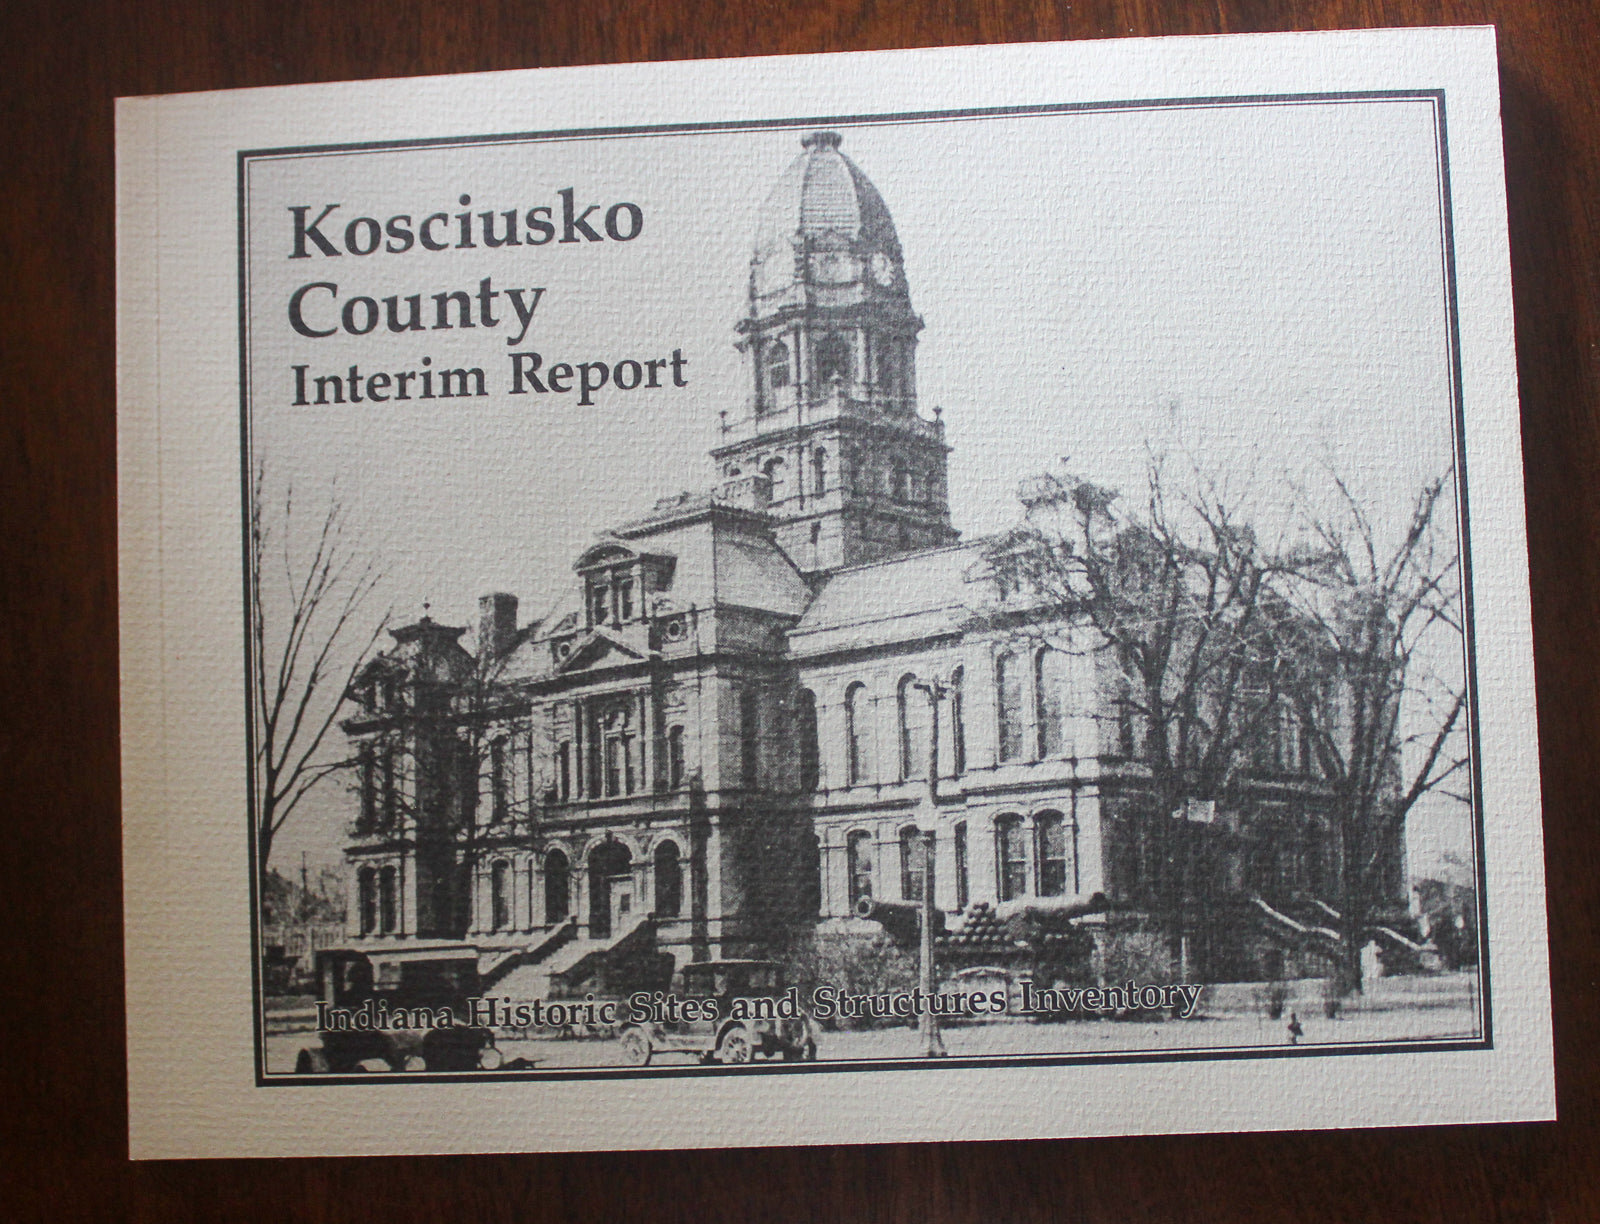 Kosciusko
County
Interim Report
Indiana Historic Sites and Structures Inventory